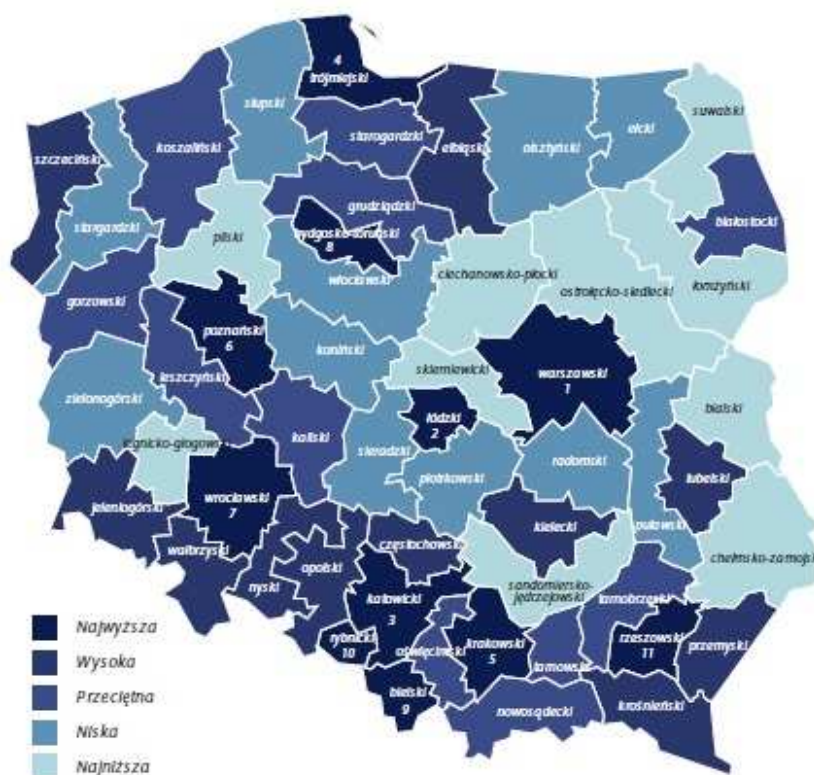 4
trójmiejski
słupski
suwalski
ełcki
koszaliński
starogardzki
elbląski
olsztyński
szczeciński
grudziądzki
białostocki
stargardzki
bydgosko-toruński
8
pilski
ciechanowsko-płocki
włocławski
ostrołęcko-siedlecki
łomżyński
gorzowski
poznański
6
koniński
skierniewicki
warszawski
1
leszczyński
zielonogórski
bialski
łódzki
2
legnicko-głogowski
kaliski
sieradzki
radomski
piotrkowski
wrocławski
7
lubelski
jeleniogórski
kielecki
puławski
częstochowski
wałbrzyski
chełmsko-zamojski
opolski
nyski
katowicki
3
sandomiersko-
jędrzejowski
tarnobrzeski
rybnicki
10
oświęcimski
krakowski
5
rzeszowski
11
przemyski
tarnowski
bielski
9
nowosądecki
krośnieński
Najwyższa
Wysoka
Przeciętna
Niska
Najniższa